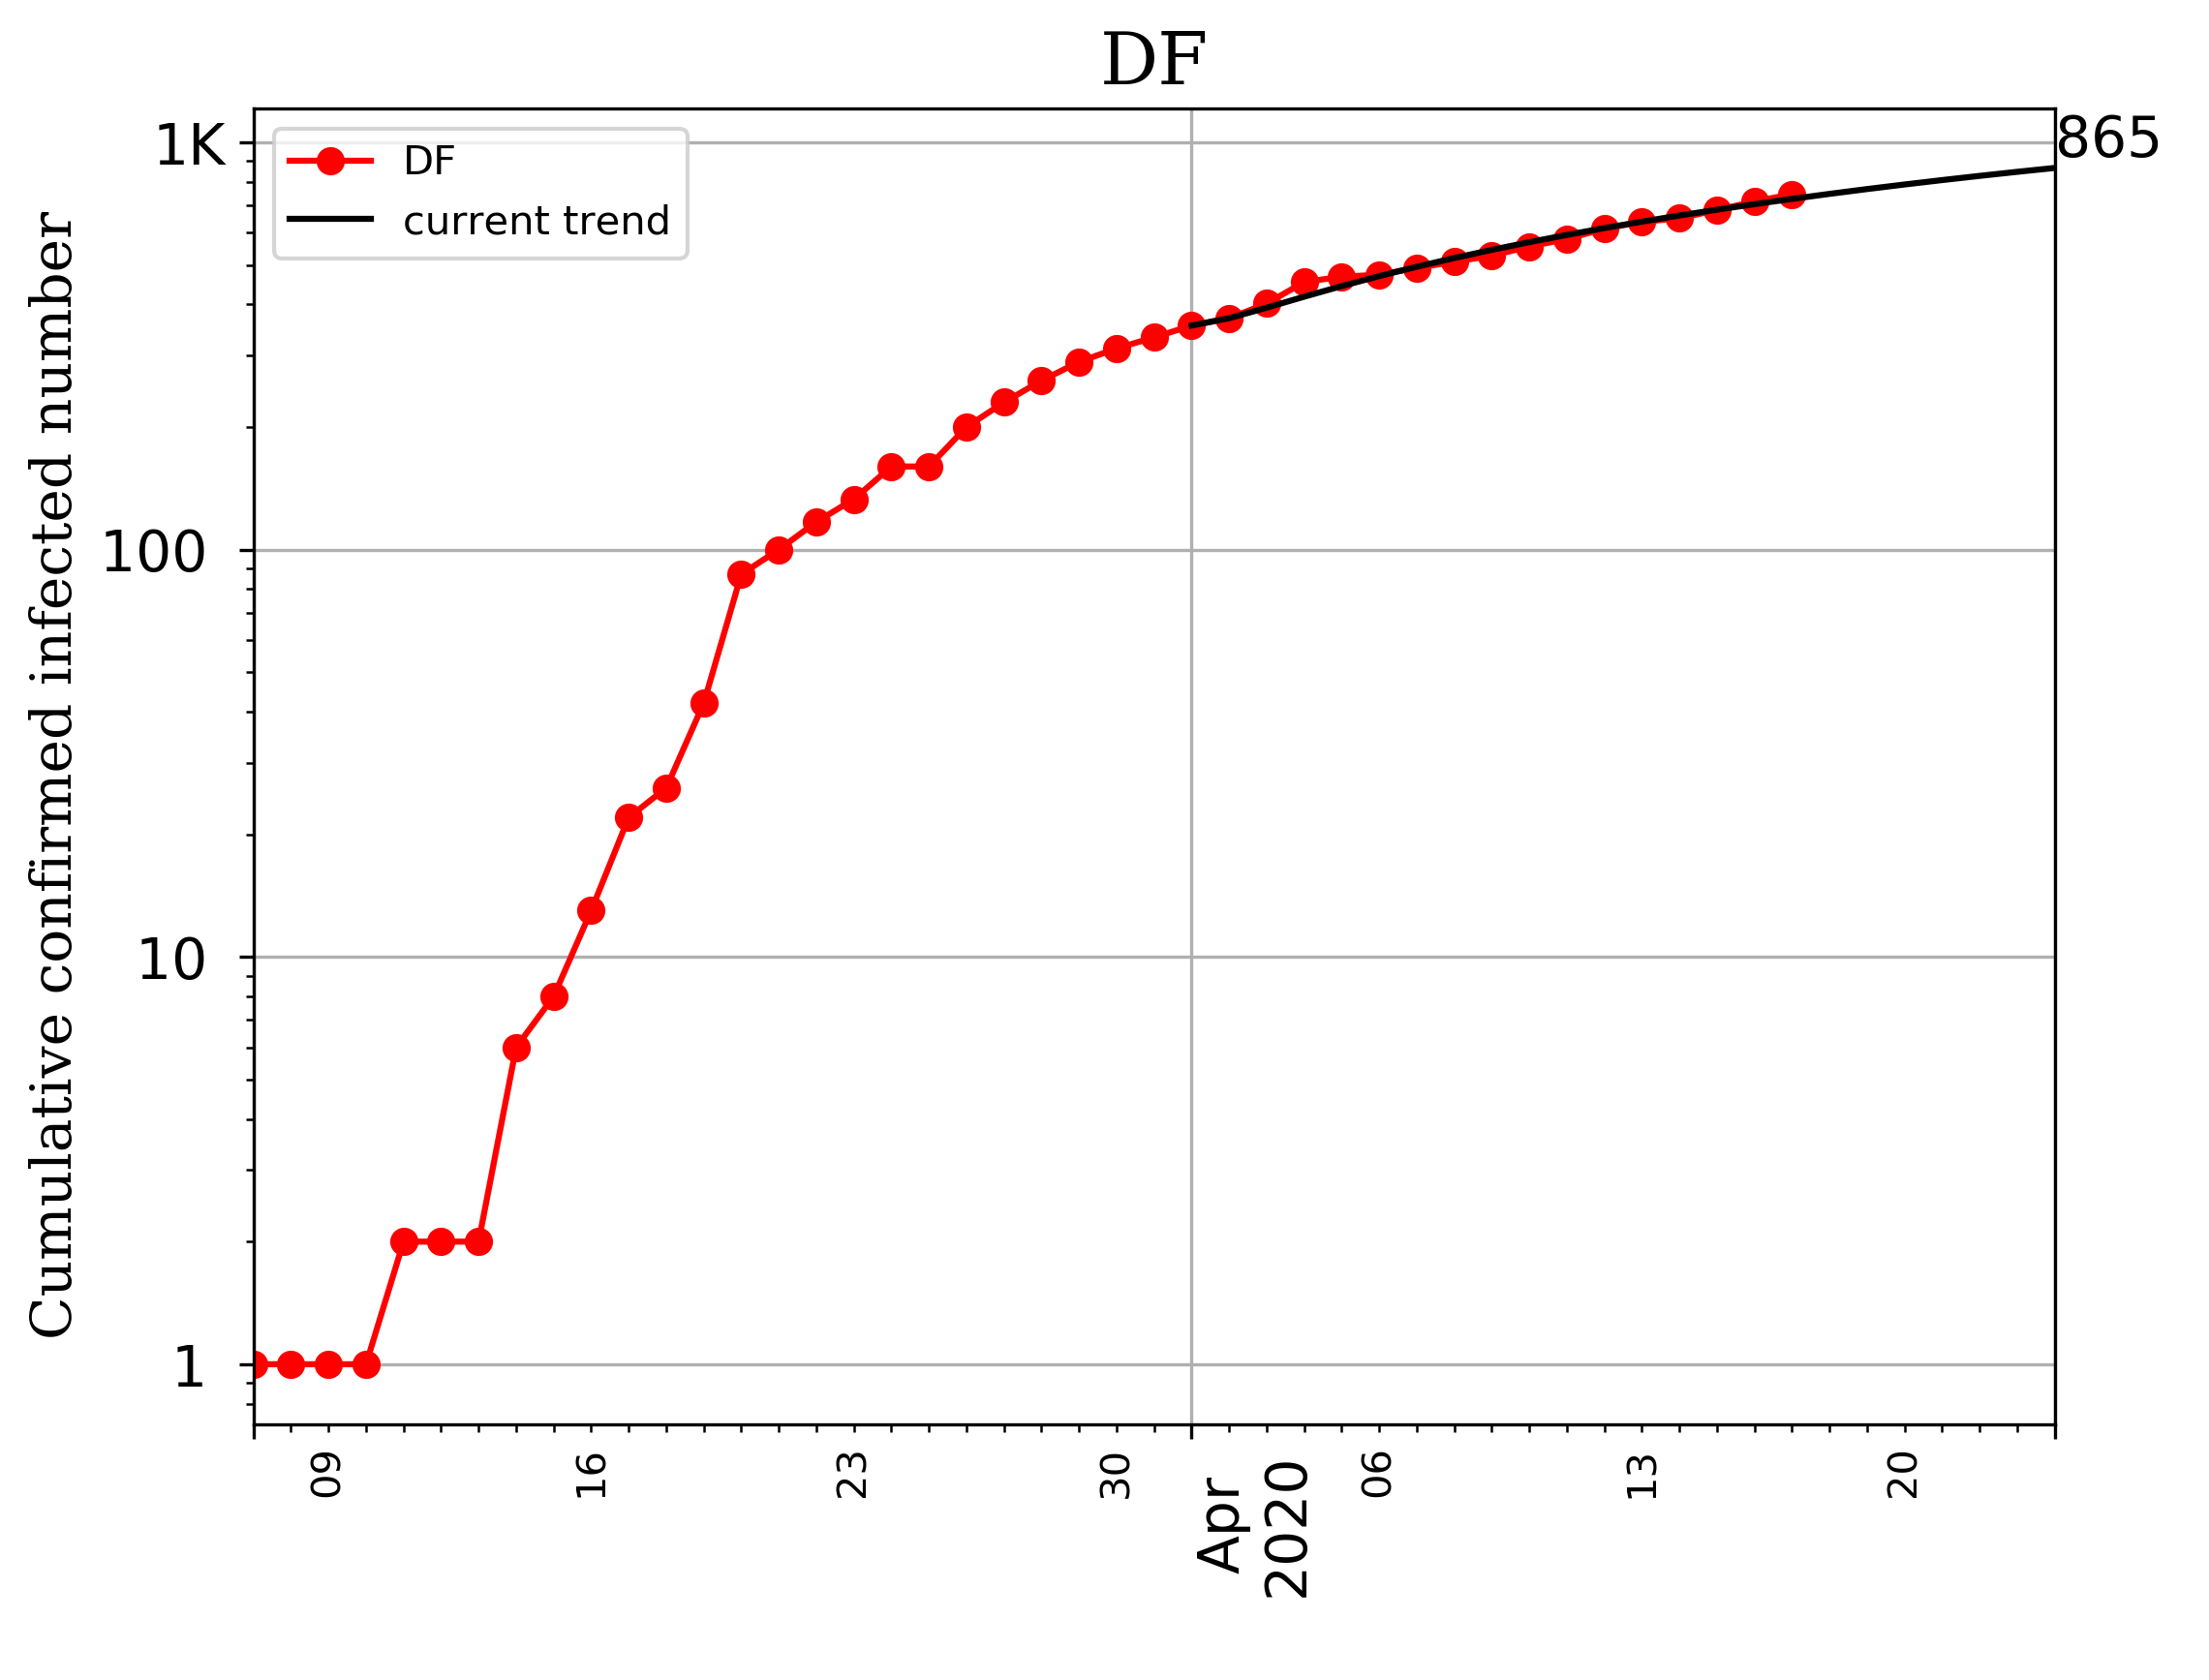 DF
865
DF
current trend
Cumulative confirmed infected number
1K
100
10
1
09
16
23
30
Apr
2020
06
13
20